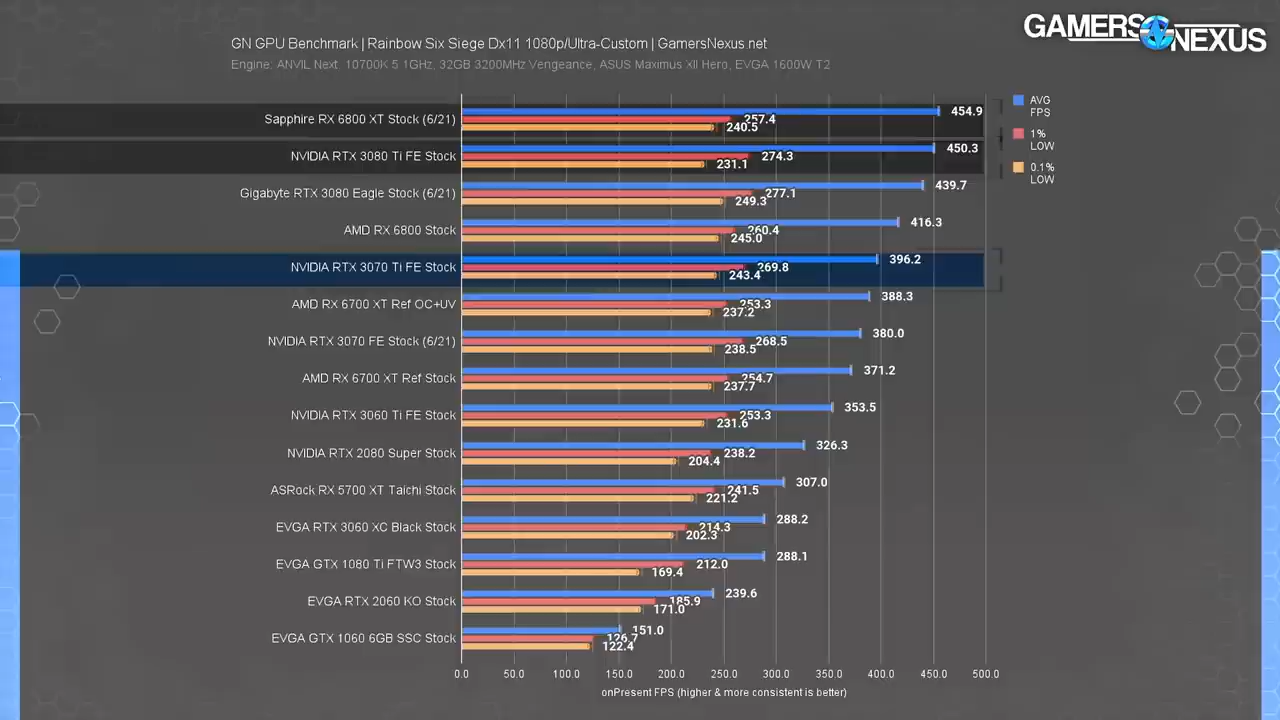 GAMERS NEXUS
GN GPU Benchmark | Rainbow Six Siege Dx11 1080p/Ultra-Custom | GamersNexus.net
Engine: ANVIL Next. 10700K 5.1GHz, 32GB 3200MHz Vengeance, ASUS Maximus XII Hero, EVGA 1600W T2
AVG FPS
1% LOW
0.1% LOW
Sapphire RX 6800 XT Stock (6/21) 454.9 257.4 240.5
NVIDIA RTX 3080 Ti FE Stock 450.3 274.3 231.1
Gigabyte RTX 3080 Eagle Stock (6/21) 439.7 277.1 249.3
AMD RX 6800 Stock 416.3 260.4 245.0
NVIDIA RTX 3070 Ti FE Stock 396.2 269.8 243.4
AMD RX 6700 XT Ref OC+UV 388.3 253.3 237.2
NVIDIA RTX 3070 FE Stock (6/21) 380.0 268.5 238.5
AMD RX 6700 XT Ref Stock 371.2 254.7 237.7
NVIDIA RTX 3060 Ti FE Stock 353.5 253.3 231.6
NVIDIA RTX 2080 Super Stock 326.3 238.2 204.4
ASRock RX 5700 XT Taichi Stock 307.0 241.5 221.2
EVGA RTX 3060 XC Black Stock 288.2 214.3 202.3
EVGA GTX 1080 Ti FTW3 Stock 288.1 212.0 169.4
EVGA RTX 2060 KO Stock 239.6 185.9 171.0
EVGA GTX 1060 6GB SSC Stock 151.0 126.7 122.4
0.0 50.0 100.0 150.0 200.0 250.0 300.0 350.0 400.0 450.0 500.0
onPresent FPS (higher & more consistent is better)